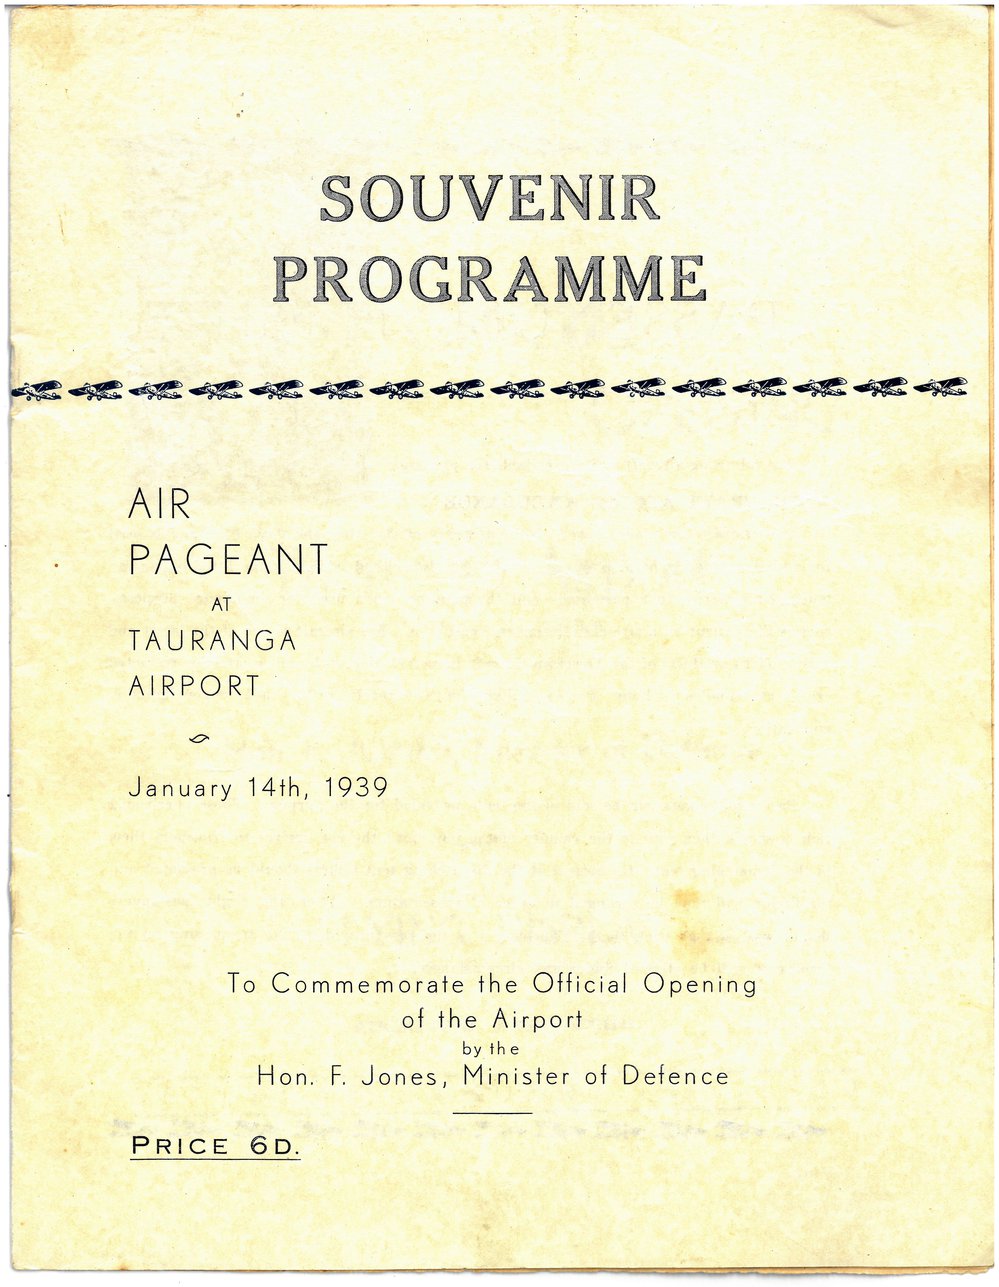 SOUVENIR
PROGRAMME
AIR
PAGEANT
AT
TAURANGA
AIRPORT
January 14th, 1939
To Commemorate the Official Opening
of the Airport
by the
Hon. F. Jones, Minister of Defence
PRICE 6D.